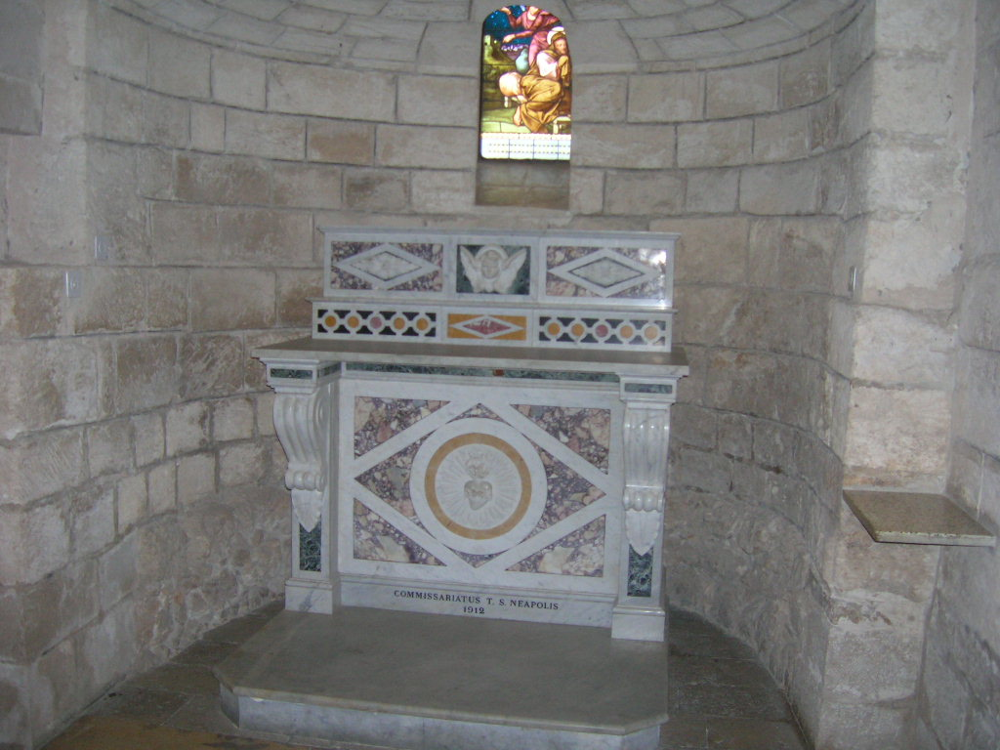 COMMISSARIATUS T. S. NEAPOLIS
1912